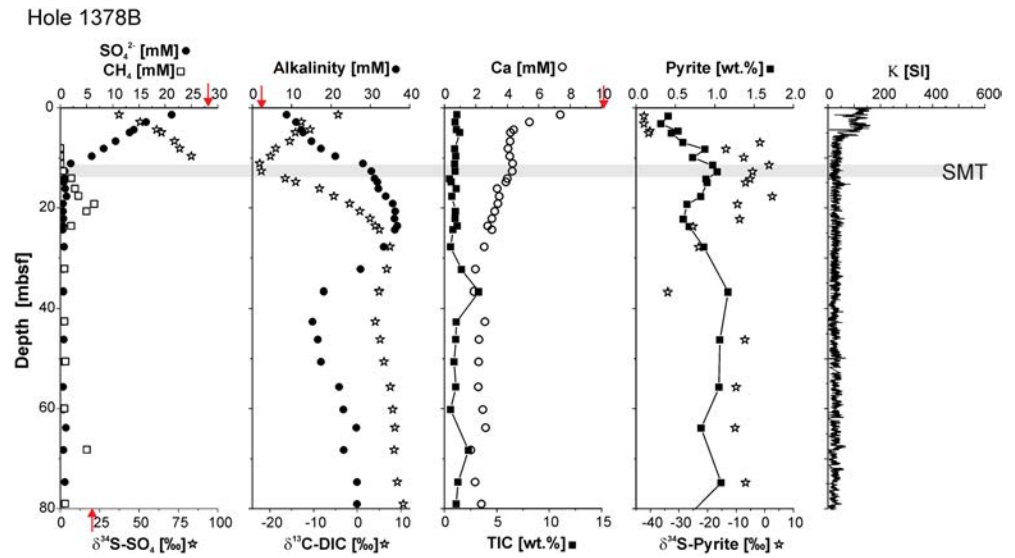 Hole 1378B
SO₄²⁻ [mM] ●
CH₄ [mM] □
Alkalinity [mM] ●
Ca [mM] ○
Pyrite [wt.%] ■
K [SI]
0 5 10 15 20 25 30
0 10 20 30 40
0 2 4 6 8 10
0.0 0.5 1.0 1.5 2.0
0 200 400 600
Depth [mbsf]
0
20
40
60
80
SMT
0 25 50 75 100
-20 -10 0 10 20 30 40
0 5 10 15
-40 -30 -20 -10 0 10 20
δ³⁴S-SO₄ [‰] ☆
δ¹³C-DIC [‰] ☆
TIC [wt.%] ■
δ³⁴S-Pyrite [‰] ☆